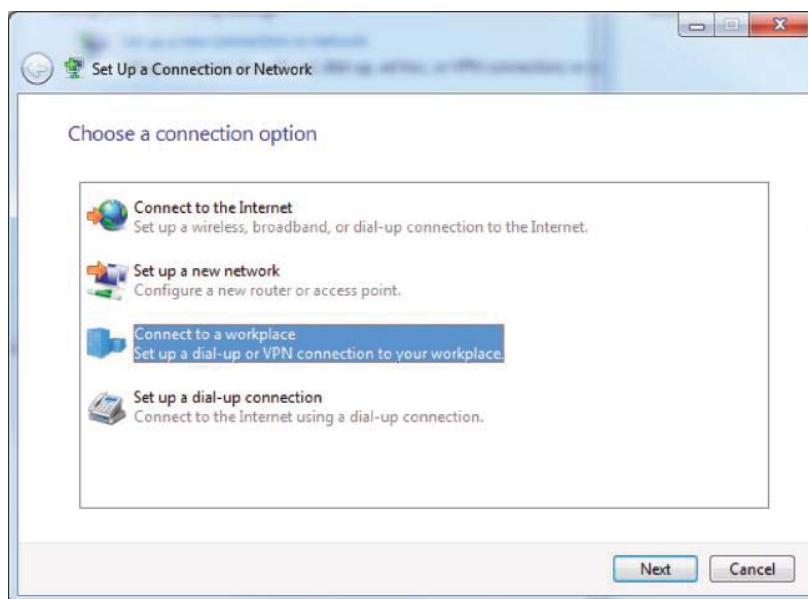 Set Up a Connection or Network
Choose a connection option
Connect to the Internet
Set up a wireless, broadband, or dial-up connection to the Internet.
Set up a new network
Configure a new router or access point.
Connect to a workplace
Set up a dial-up or VPN connection to your workplace.
Set up a dial-up connection
Connect to the Internet using a dial-up connection.
Next
Cancel